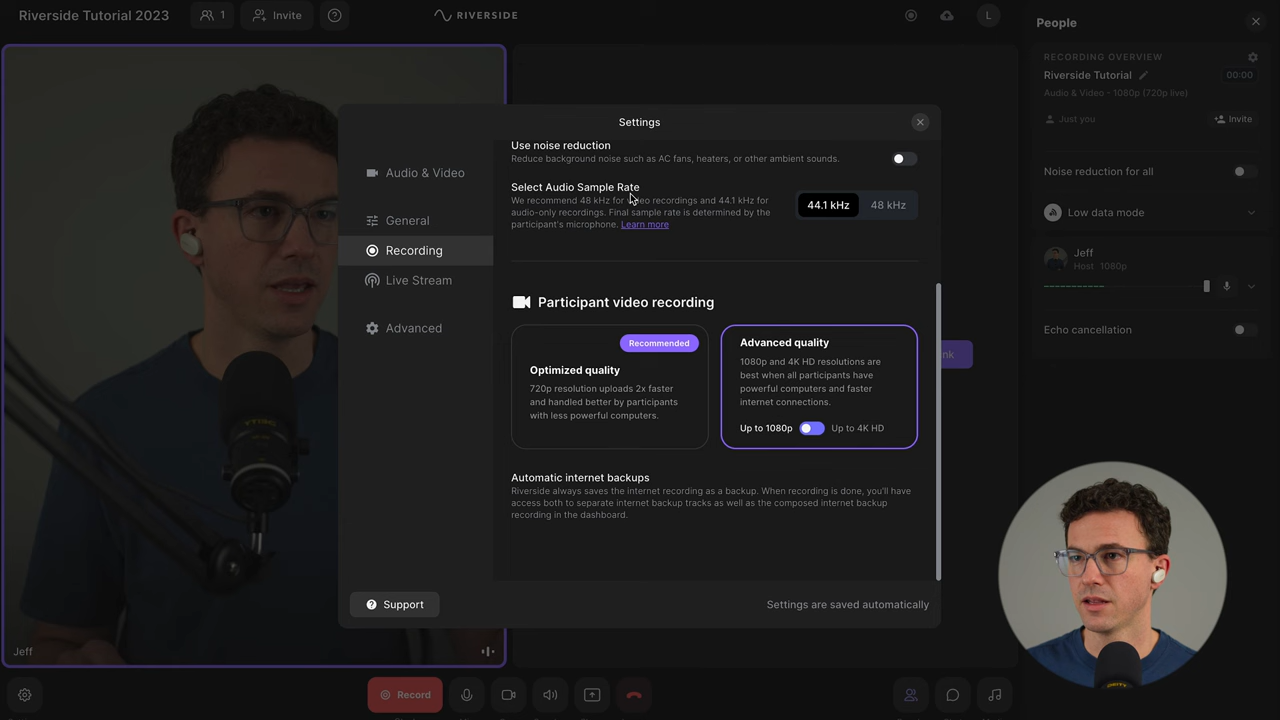 Riverside Tutorial 2023
1
Invite
RIVERSIDE
L
People
RECORDING OVERVIEW
Riverside Tutorial
00:00
Audio & Video - 1080p (720p live)
Just you
Invite
Noise reduction for all
Low data mode
Jeff
Host 1080p
Echo cancellation
Settings
Audio & Video
General
Recording
Live Stream
Advanced
Use noise reduction
Reduce background noise such as AC fans, heaters, or other ambient sounds.
Select Audio Sample Rate
We recommend 48 kHz for video recordings and 44.1 kHz for
audio-only recordings. Final sample rate is determined by the
participant's microphone. Learn more
44.1 kHz
48 kHz
Participant video recording
Recommended
Optimized quality
720p resolution uploads 2x faster
and handled better by participants
with less powerful computers.
Advanced quality
1080p and 4K HD resolutions are
best when all participants have
powerful computers and faster
internet connections.
Up to 1080p
Up to 4K HD
Automatic internet backups
Riverside always saves the internet recording as a backup. When recording is done, you'll have
access both to separate internet backup tracks as well as the composed internet backup
recording in the dashboard.
Support
Settings are saved automatically
Jeff
Record